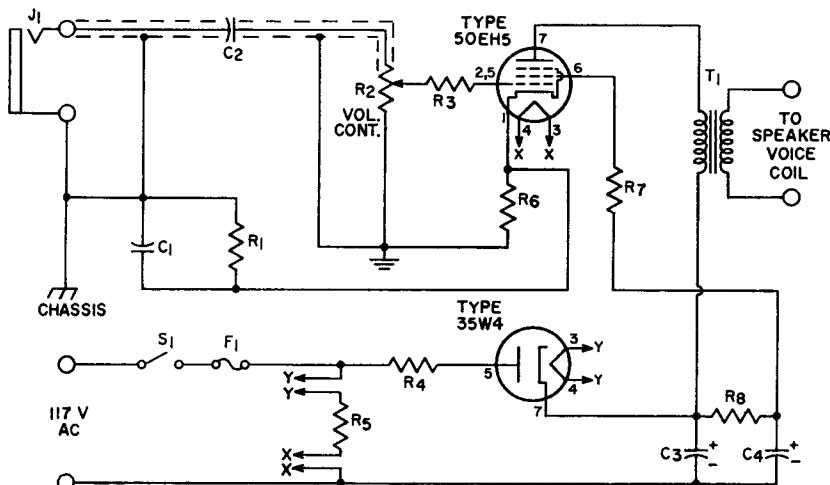 J1
C2
TYPE
50EH5
7
R2
VOL.
CONT.
R3
2,5
6
1
4
3
X
X
T1
TO
SPEAKER
VOICE
COIL
R7
R6
C1
R1
CHASSIS
TYPE
35W4
S1
F1
R4
5
3
Y
4
Y
7
117 V
AC
Y
Y
R5
X
X
R8
C3
+
-
C4
+
-